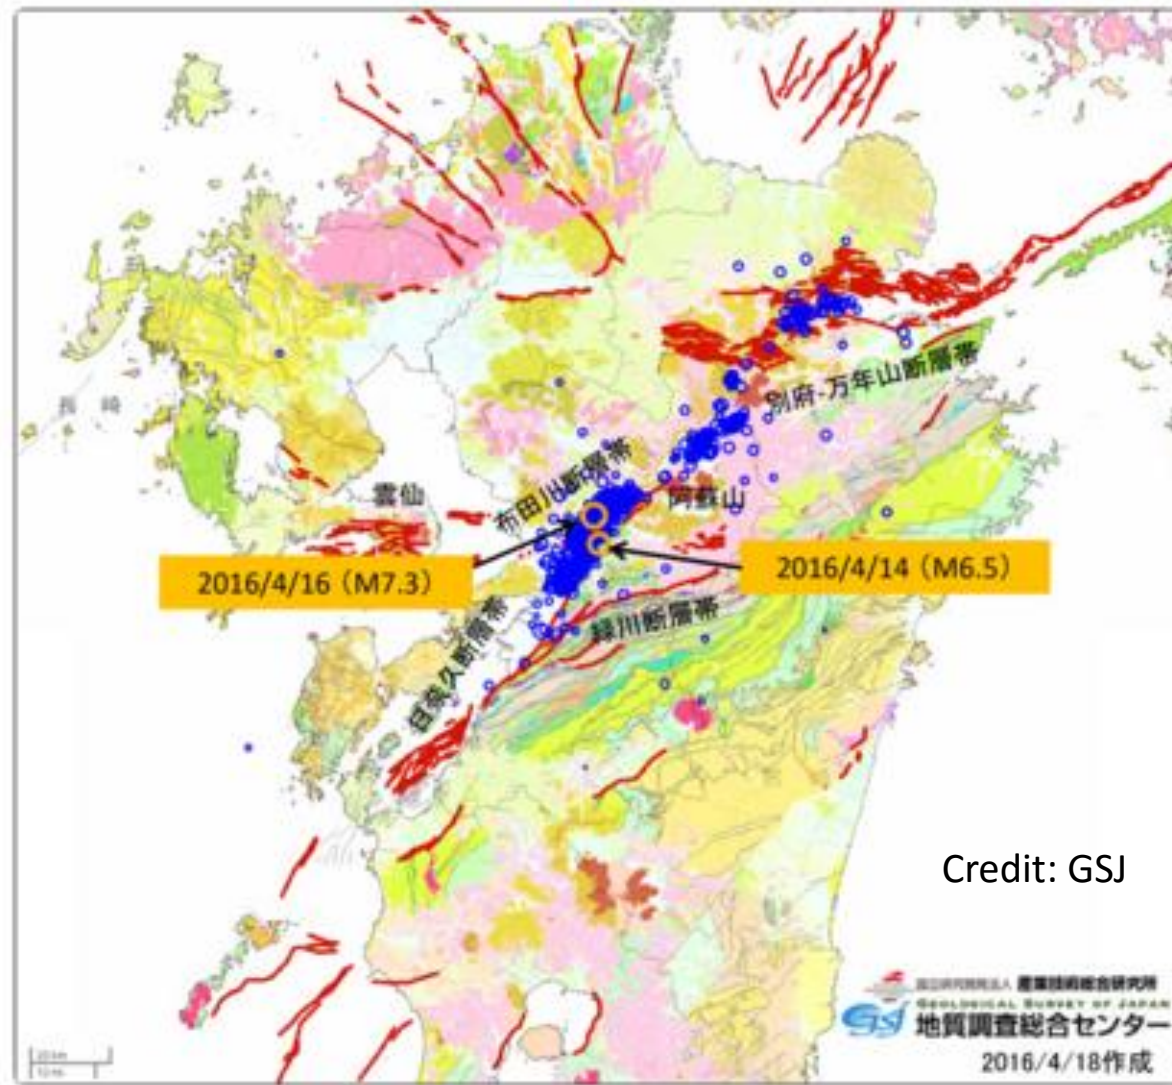 長崎
別府-万年山断層帯
雲仙
布田川断層帯
阿蘇山
2016/4/16（M7.3）
2016/4/14（M6.5）
緑川断層帯
日奈久断層帯
Credit: GSJ
国立研究開発法人 産業技術総合研究所
GEOLOGICAL SURVEY OF JAPAN
GSJ 地質調査総合センター
2016/4/18作成
20 km